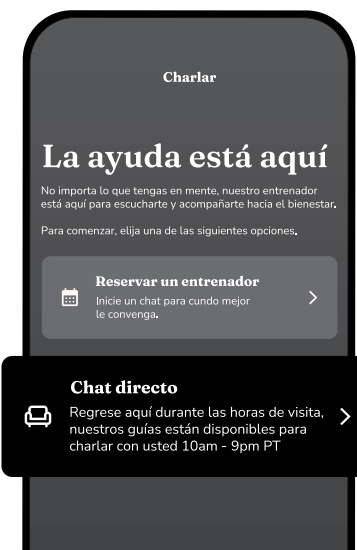 Charlar
La ayuda está aquí
No importa lo que tengas en mente, nuestro entrenador
está aquí para escucharte y acompañarte hacia el bienestar.
Para comenzar, elija una de las siguientes opciones.
Reservar un entrenador
Inicie un chat para cundo mejor
le convenga.
Chat directo
Regrese aquí durante las horas de visita,
nuestros guías están disponibles para
charlar con usted 10am - 9pm PT